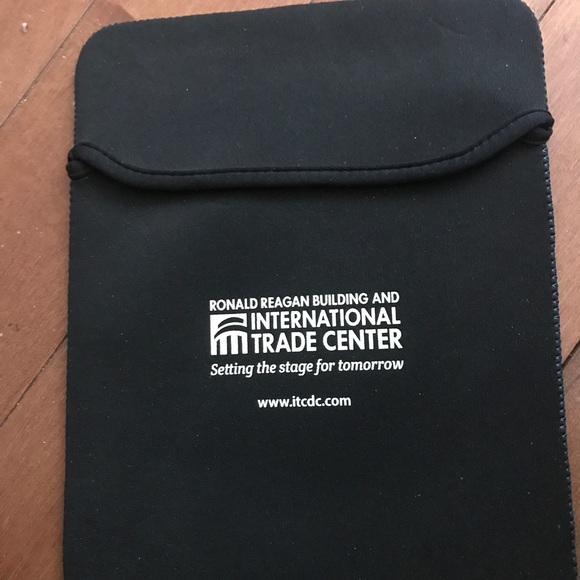 RONALD REAGAN BUILDING AND
INTERNATIONAL
TRADE CENTER
Setting the stage for tomorrow
www.itcdc.com